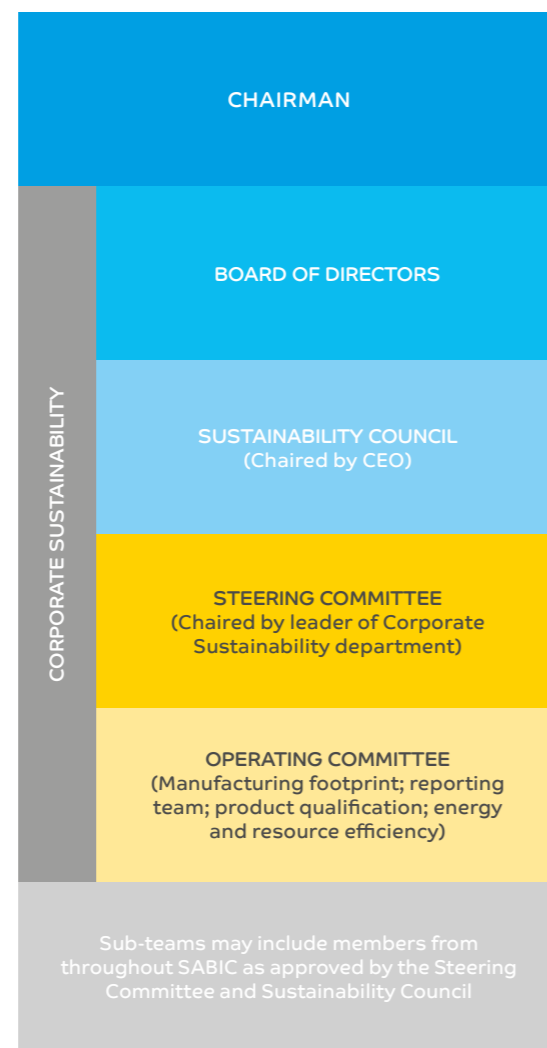 CHAIRMAN
CORPORATE SUSTAINABILITY
BOARD OF DIRECTORS
SUSTAINABILITY COUNCIL
(Chaired by CEO)
STEERING COMMITTEE
(Chaired by leader of Corporate
Sustainability department)
OPERATING COMMITTEE
(Manufacturing footprint; reporting
team; product qualification; energy
and resource efficiency)
Sub-teams may include members from
throughout SABIC as approved by the Steering
Committee and Sustainability Council